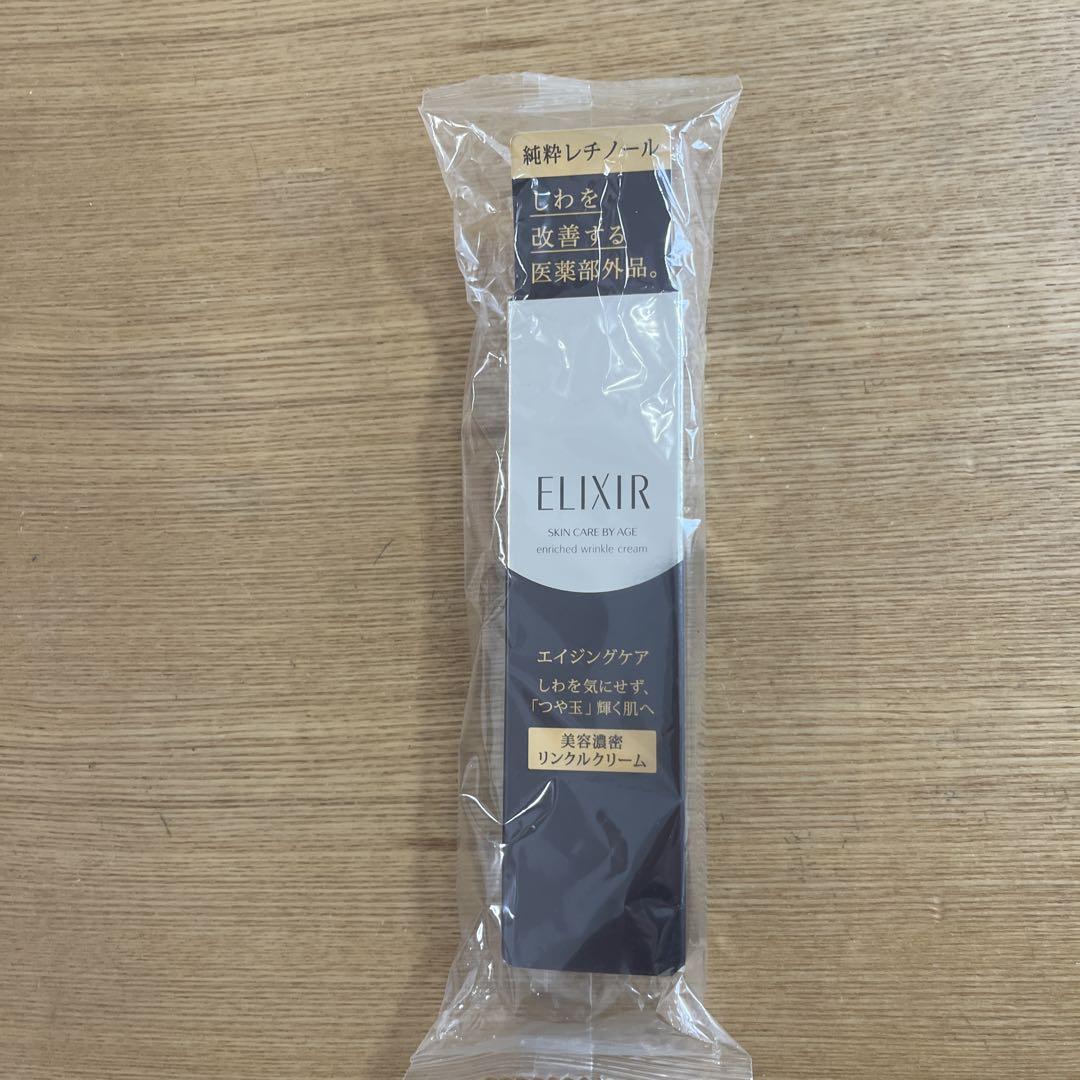 純粋レチノール
しわを
改善する
医薬部外品。
ELIXIR
SKIN CARE BY AGE
enriched wrinkle cream
エイジングケア
しわを気にせず、
「つや玉」輝く肌へ
美容濃密
リンクルクリーム